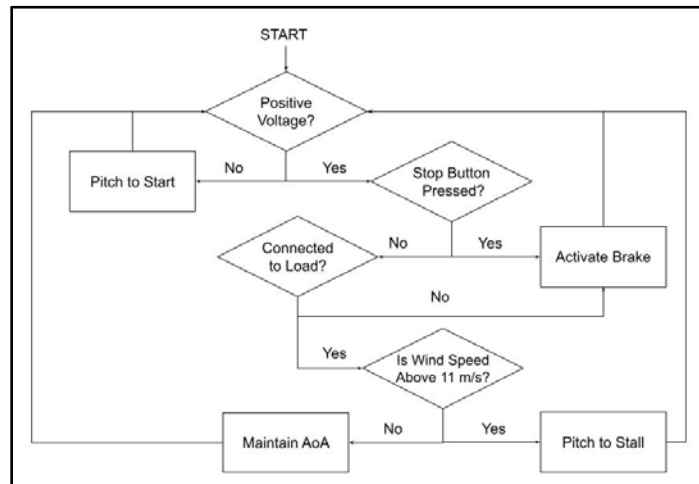 START
Positive
Voltage?
No
Yes
Pitch to Start
Stop Button
Pressed?
Connected
to Load?
No
Yes
Activate Brake
No
Yes
Is Wind Speed
Above 11 m/s?
Maintain AoA
No
Yes
Pitch to Stall